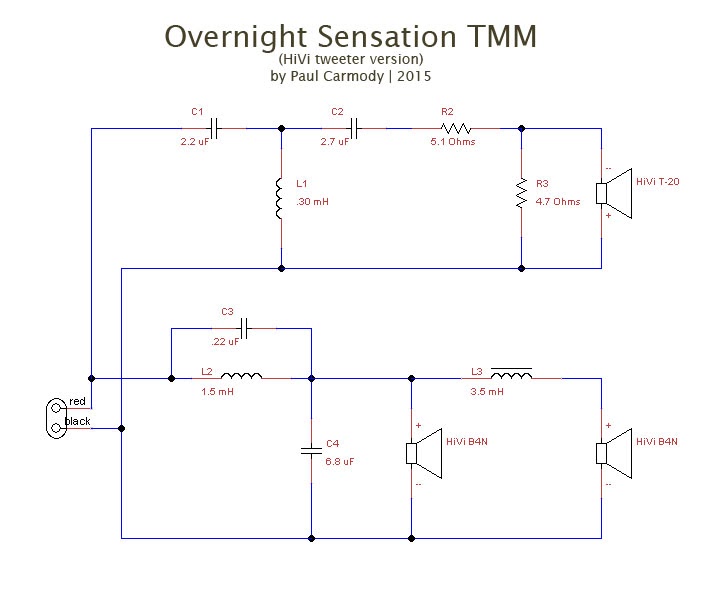 Overnight Sensation TMM
(HiVi tweeter version)
by Paul Carmody | 2015
C1
2.2 uF
C2
2.7 uF
R2
5.1 Ohms
L1
.30 mH
R3
4.7 Ohms
--
HiVi T-20
+
C3
.22 uF
L2
1.5 mH
L3
3.5 mH
red
black
C4
6.8 uF
+
HiVi B4N
--
+
HiVi B4N
--